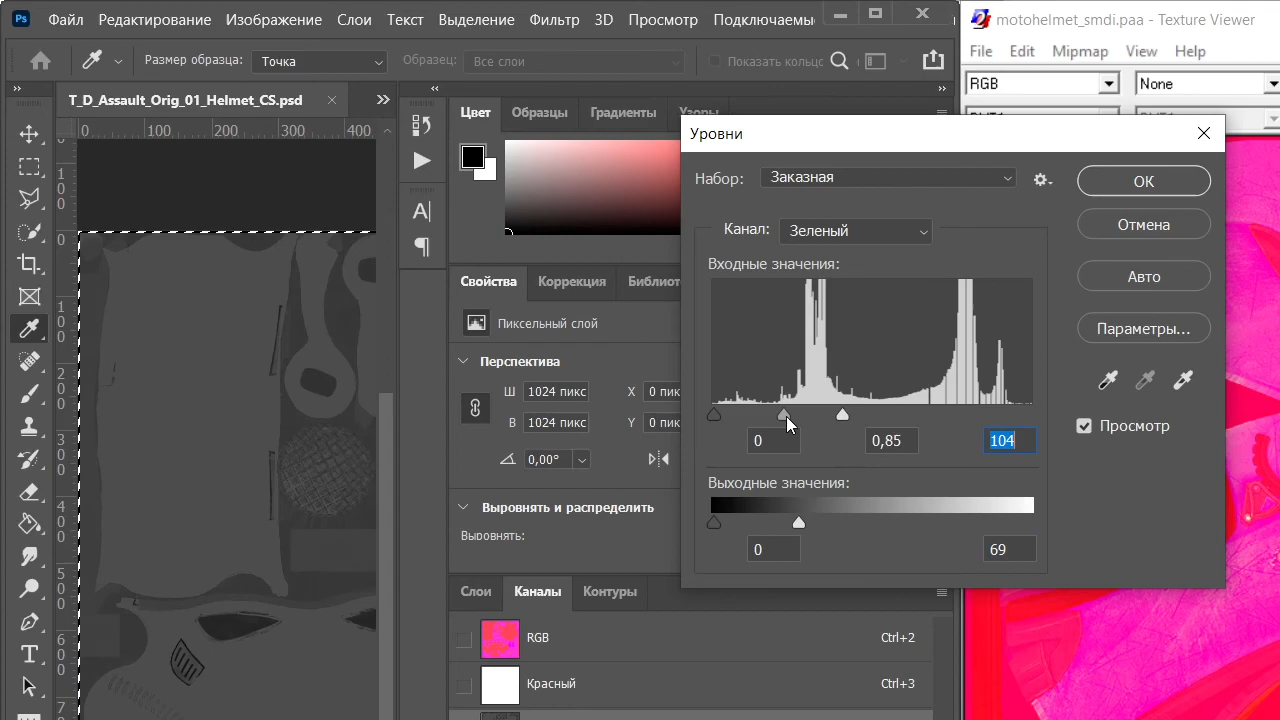 Ps Файл Редактирование Изображение Слои Текст Выделение Фильтр 3D Просмотр Подключаемы
motohelmet_smdi.paa - Texture Viewer
File Edit Mipmap View Help
Размер образца: Точка Образец: Все слои Показать кольцо
RGB None
T_D_Assault_Orig_01_Helmet_CS.psd
0 100 200 300 400
Цвет Образцы Градиенты Узоры
Уровни
Набор: Заказная
OK
Отмена
Авто
Параметры...
Просмотр
Канал: Зеленый
Входные значения:
0 0,85 104
Выходные значения:
0 69
Свойства Коррекция Библиот
Пиксельный слой
Перспектива
Ш 1024 пикс X 0 пик
В 1024 пикс Y 0 пик
0,00°
Выровнять и распределить
Выровнять:
Слои Каналы Контуры
RGB Ctrl+2
Красный Ctrl+3